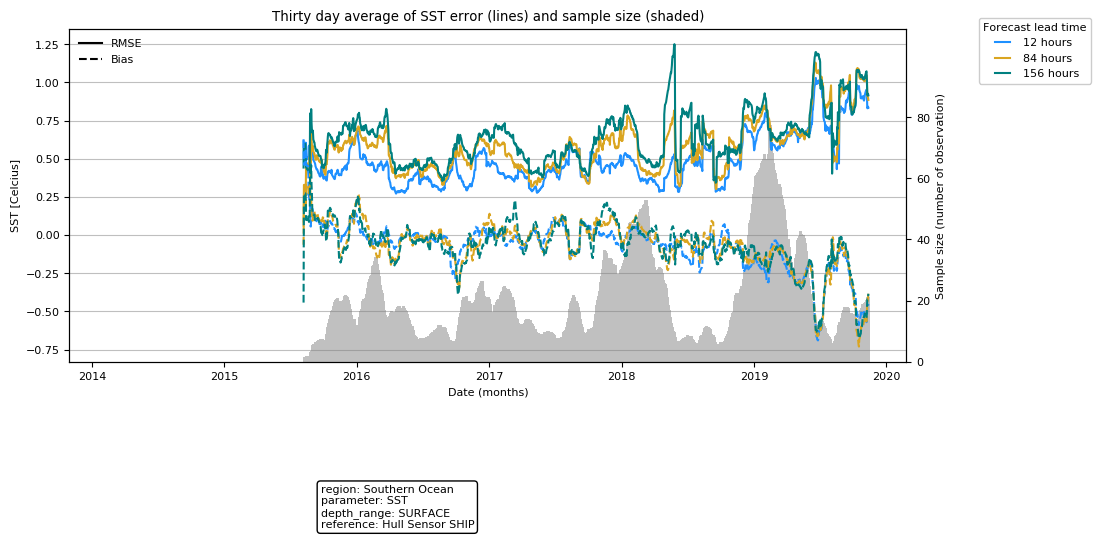 Thirty day average of SST error (lines) and sample size (shaded)
RMSE
Bias
Forecast lead time
12 hours
84 hours
156 hours
SST [Celcius]
1.25
1.00
0.75
0.50
0.25
0.00
−0.25
−0.50
−0.75
80
60
40
20
0
Sample size (number of observation)
2014 2015 2016 2017 2018 2019 2020
Date (months)
region: Southern Ocean
parameter: SST
depth_range: SURFACE
reference: Hull Sensor SHIP